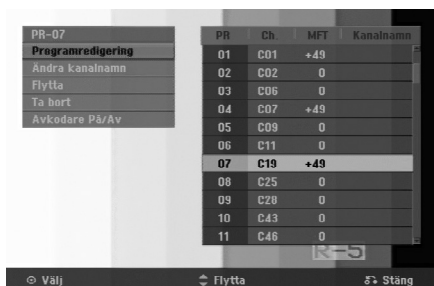 PR-07
Programredigering
Ändra kanalnamn
Flytta
Ta bort
Avkodare På/Av
PR Ch. MFT Kanalnamn
01 C01 +49
02 C02 0
03 C06 0
04 C07 +49
05 C09 0
06 C11 0
07 C19 +49
08 C25 0
09 C28 0
10 C43 0
11 C46 0
R-5
Välj Flytta Stäng